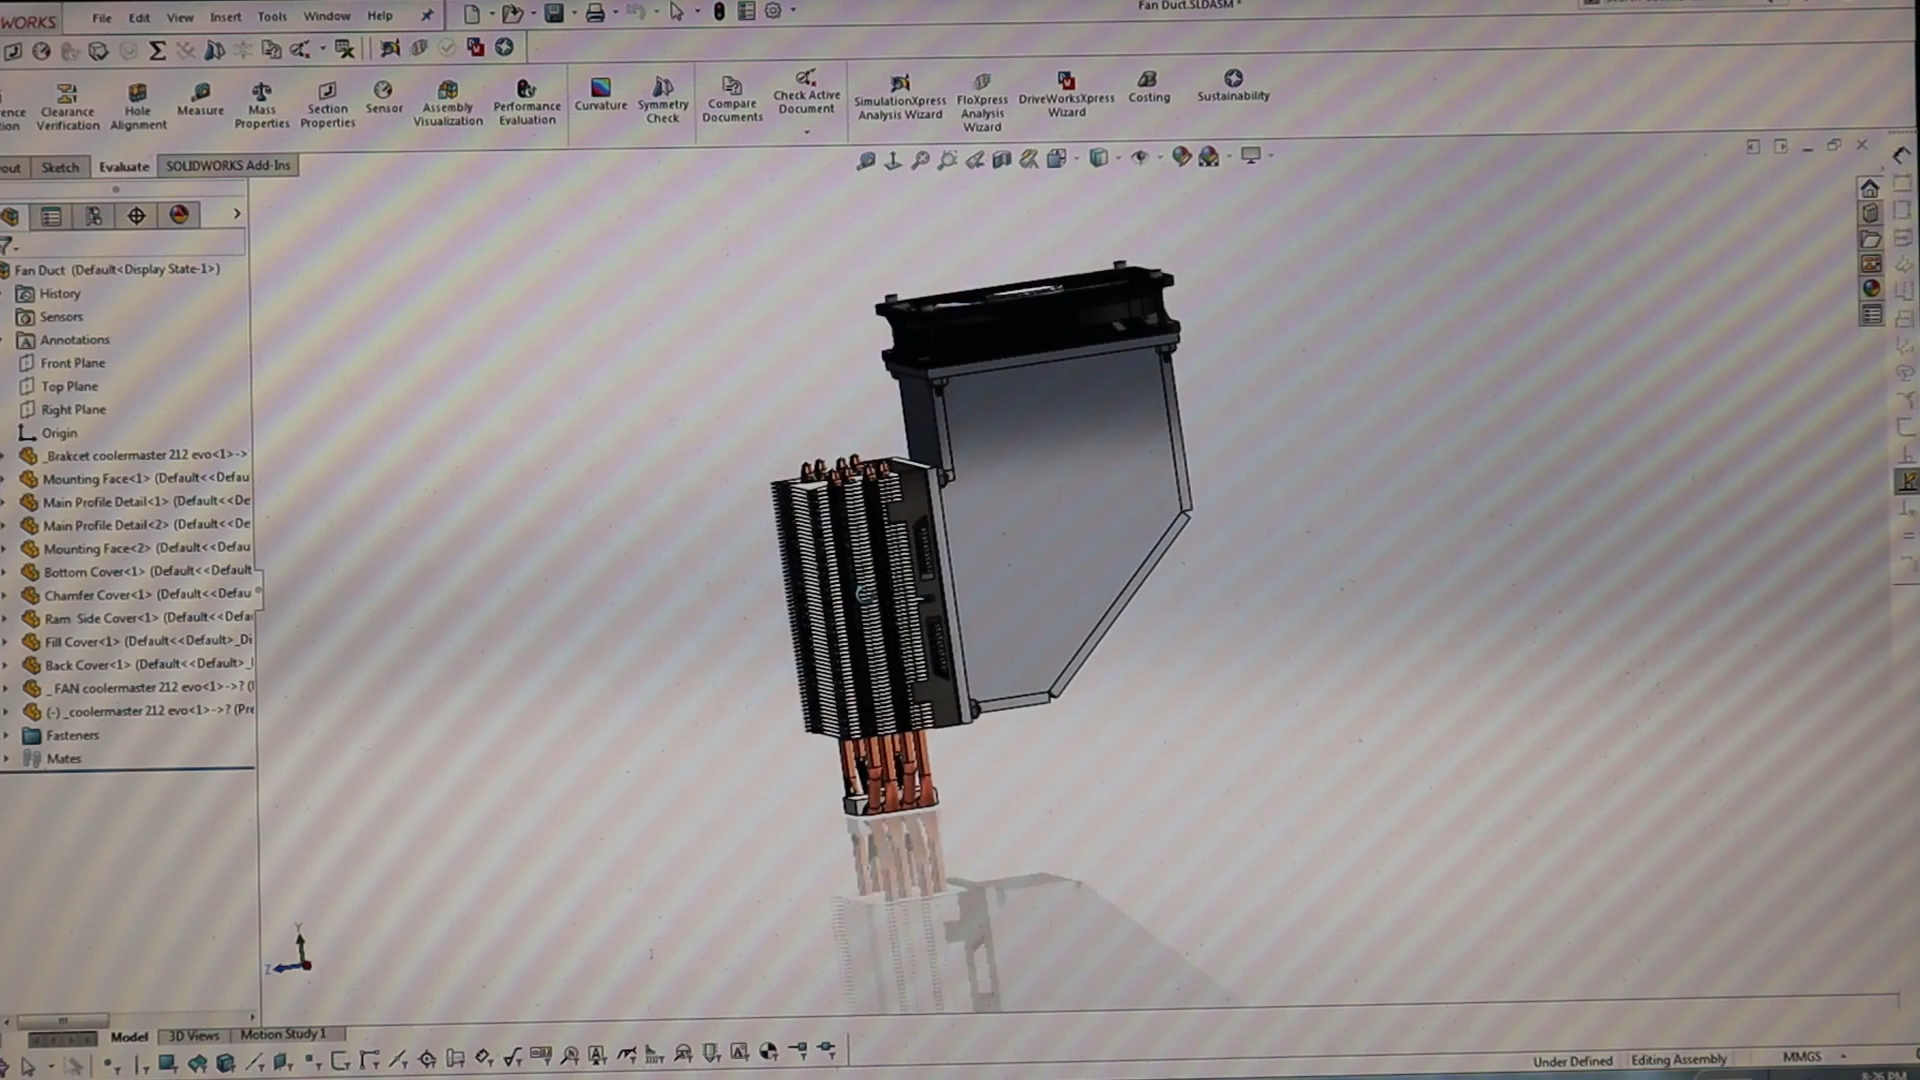 WORKS File Edit View Insert Tools Window Help
Fan Duct.SLDASM *
ence
ion
Clearance
Verification
Hole
Alignment
Measure
Mass
Properties
Section
Properties
Sensor
Assembly
Visualization
Performance
Evaluation
Curvature
Symmetry
Check
Compare
Documents
Check Active
Document
SimulationXpress
Analysis Wizard
FloXpress
Analysis
Wizard
DriveWorksXpress
Wizard
Costing
Sustainability
out Sketch Evaluate SOLIDWORKS Add-Ins
Fan Duct (Default<Display State-1>)
History
Sensors
Annotations
Front Plane
Top Plane
Right Plane
Origin
_Brakcet coolermaster 212 evo<1>->
Mounting Face<1> (Default<<Defau
Main Profile Detail<1> (Default<<De
Main Profile Detail<2> (Default<<De
Mounting Face<2> (Default<<Defau
Bottom Cover<1> (Default<<Default
Chamfer Cover<1> (Default<<Defau
Ram Side Cover<1> (Default<<Defau
Fill Cover<1> (Default<<Default>_Di
Back Cover<1> (Default<<Default>_
_ FAN coolermaster 212 evo<1>->? (
(-) _coolermaster 212 evo<1>->? (Pre
Fasteners
Mates
Y
Z
Model 3D Views Motion Study 1
Under Defined Editing Assembly MMGS
8:26 PM